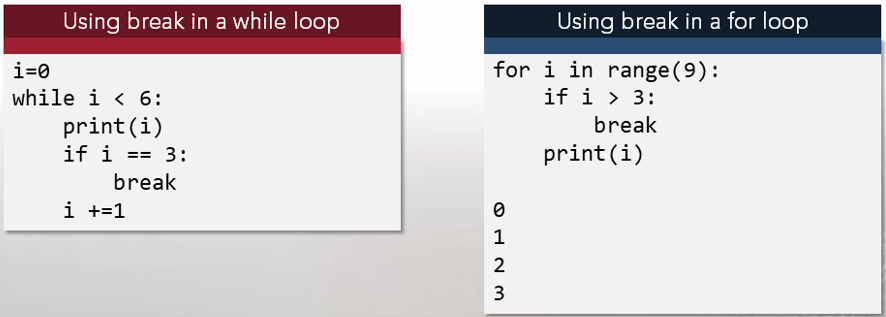 Using break in a while loop
i=0
while i < 6:
    print(i)
    if i == 3:
        break
    i +=1
Using break in a for loop
for i in range(9):
    if i > 3:
        break
    print(i)
0
1
2
3